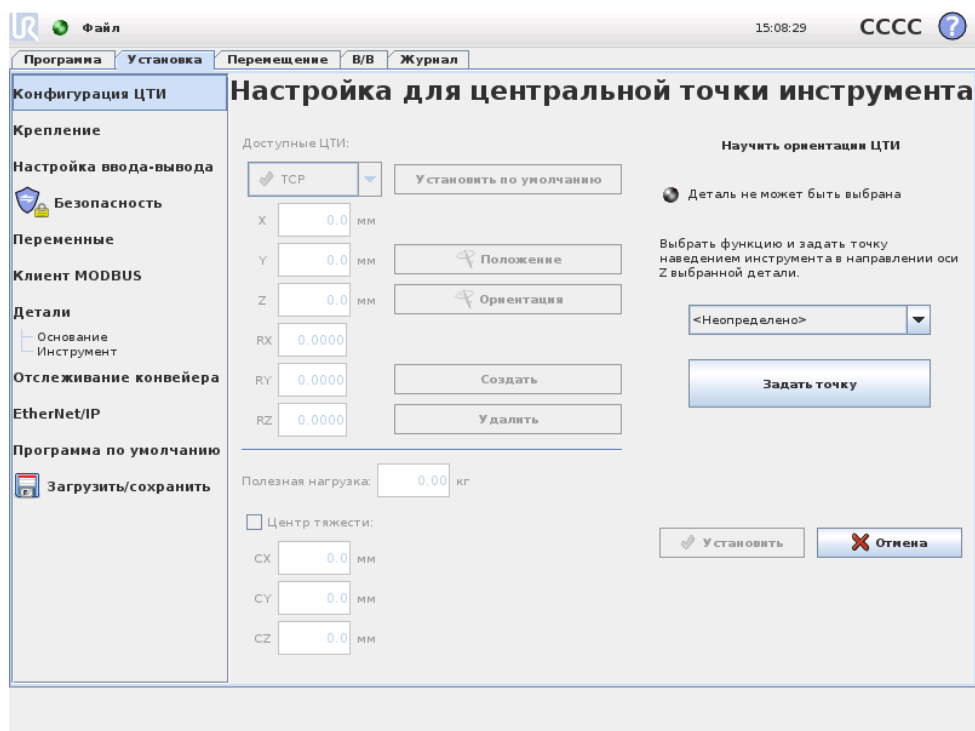 UR Файл 15:08:29 CCCC ?
Программа Установка Перемещение В/В Журнал
Конфигурация ЦТИ
Крепление
Настройка ввода-вывода
Безопасность
Переменные
Клиент MODBUS
Детали
Основание
Инструмент
Отслеживание конвейера
EtherNet/IP
Программа по умолчанию
Загрузить/сохранить
Настройка для центральной точки инструмента
Доступные ЦТИ:
TCP Установить по умолчанию
X 0.0 мм
Y 0.0 мм Положение
Z 0.0 мм Ориентация
RX 0.0000
RY 0.0000 Создать
RZ 0.0000 Удалить
Полезная нагрузка: 0.00 кг
Центр тяжести:
CX 0.0 мм
CY 0.0 мм
CZ 0.0 мм
Научить ориентации ЦТИ
Деталь не может быть выбрана
Выбрать функцию и задать точку
наведением инструмента в направлении оси
Z выбранной детали.
<Неопределено>
Задать точку
Установить Отмена